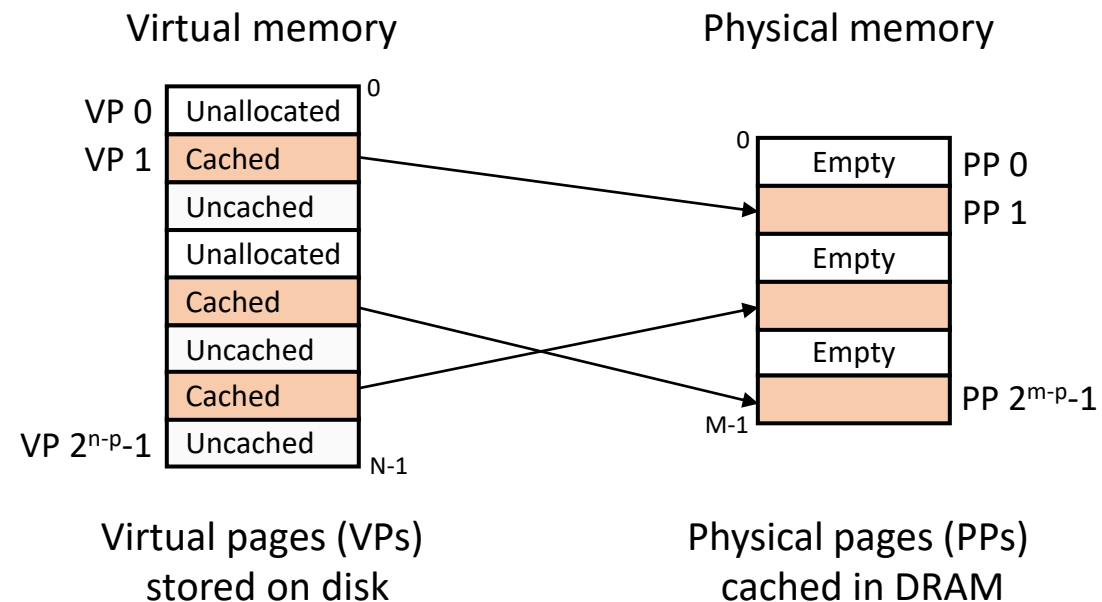 Virtual memory
Physical memory
0
VP 0
Unallocated
VP 1
Cached
Uncached
Unallocated
Cached
Uncached
Cached
VP 2ⁿ⁻ᵖ-1
Uncached
N-1
0
Empty
PP 0
PP 1
Empty
Empty
PP 2ᵐ⁻ᵖ-1
M-1
Virtual pages (VPs)
stored on disk
Physical pages (PPs)
cached in DRAM